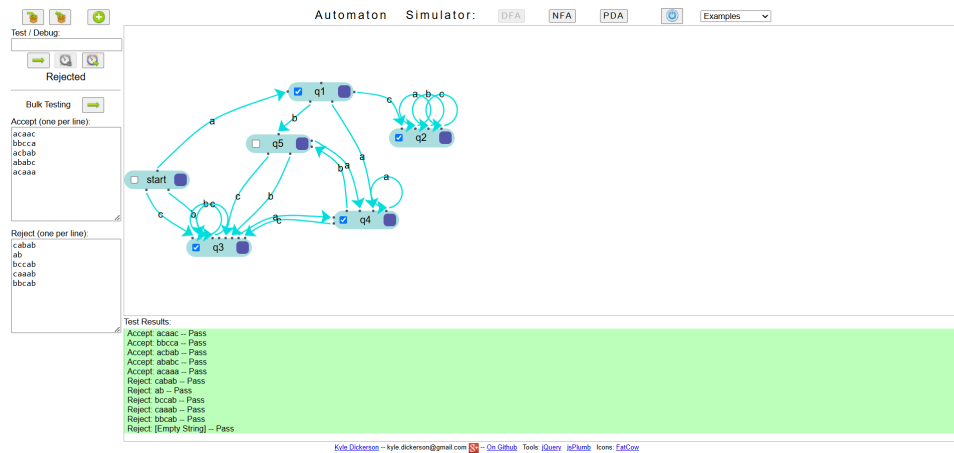 Automaton Simulator: DFA NFA PDA Examples
Test / Debug:
Rejected
Bulk Testing
Accept (one per line):
acaac
bbcca
acbab
ababc
acaaa
Reject (one per line):
cabab
ab
bccab
caaab
bbcab
q1
a b c
c
a
b
q5
q2
a
b a
a
start
c b
b c
c
b
a
c
q4
q3
Test Results:
Accept: acaac -- Pass
Accept: bbcca -- Pass
Accept: acbab -- Pass
Accept: ababc -- Pass
Accept: acaaa -- Pass
Reject: cabab -- Pass
Reject: ab -- Pass
Reject: bccab -- Pass
Reject: caaab -- Pass
Reject: bbcab -- Pass
Reject: [Empty String] -- Pass
Kyle Dickerson -- kyle.dickerson@gmail.com g+ -- On Github Tools: jQuery jsPlumb Icons: FatCow